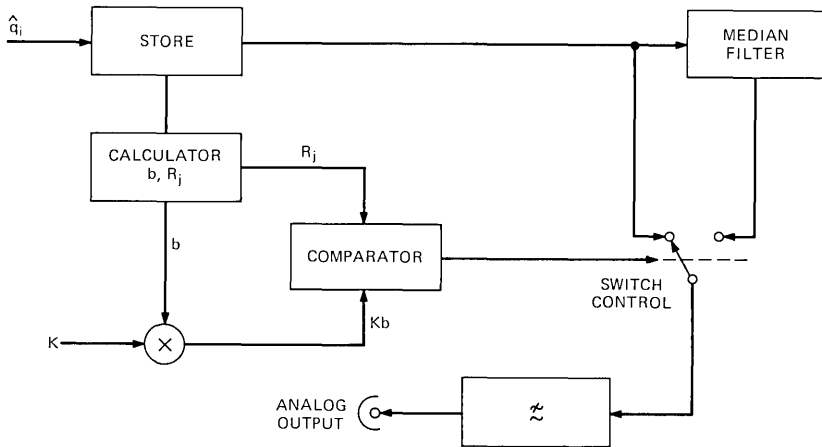 q̂i
STORE
MEDIAN
FILTER
CALCULATOR
b, Rj
Rj
b
COMPARATOR
SWITCH
CONTROL
K
×
Kb
ANALOG
OUTPUT